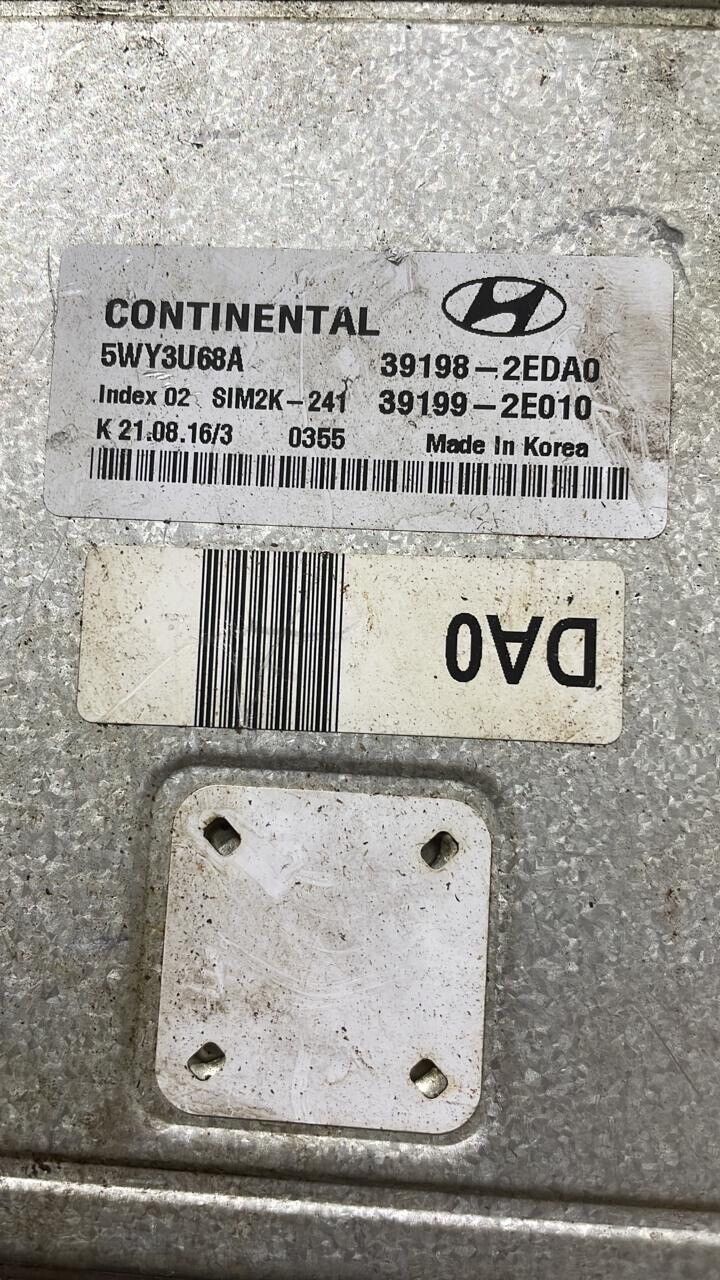 CONTINENTAL
5WY3U68A 39198-2EDA0
Index 02 SIM2K-241 39199-2E010
K 21.08.16/3 0355 Made In Korea
DA0